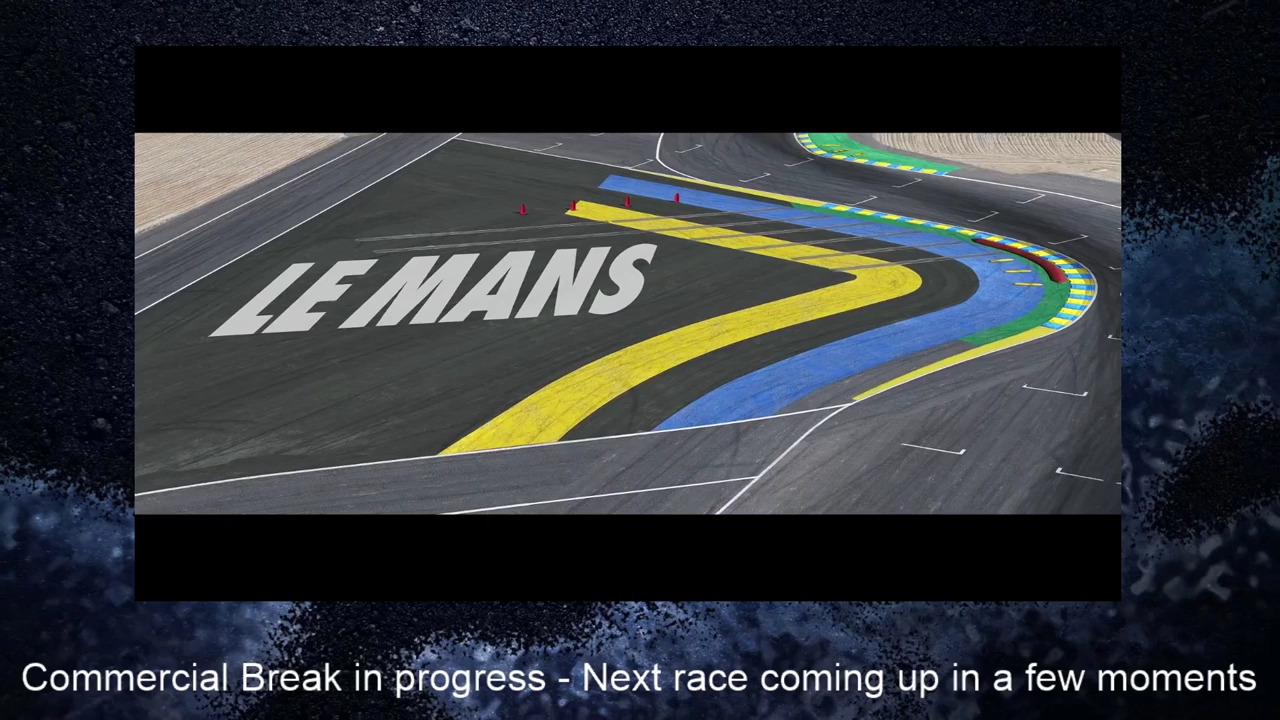 LE MANS
Commercial Break in progress - Next race coming up in a few moments